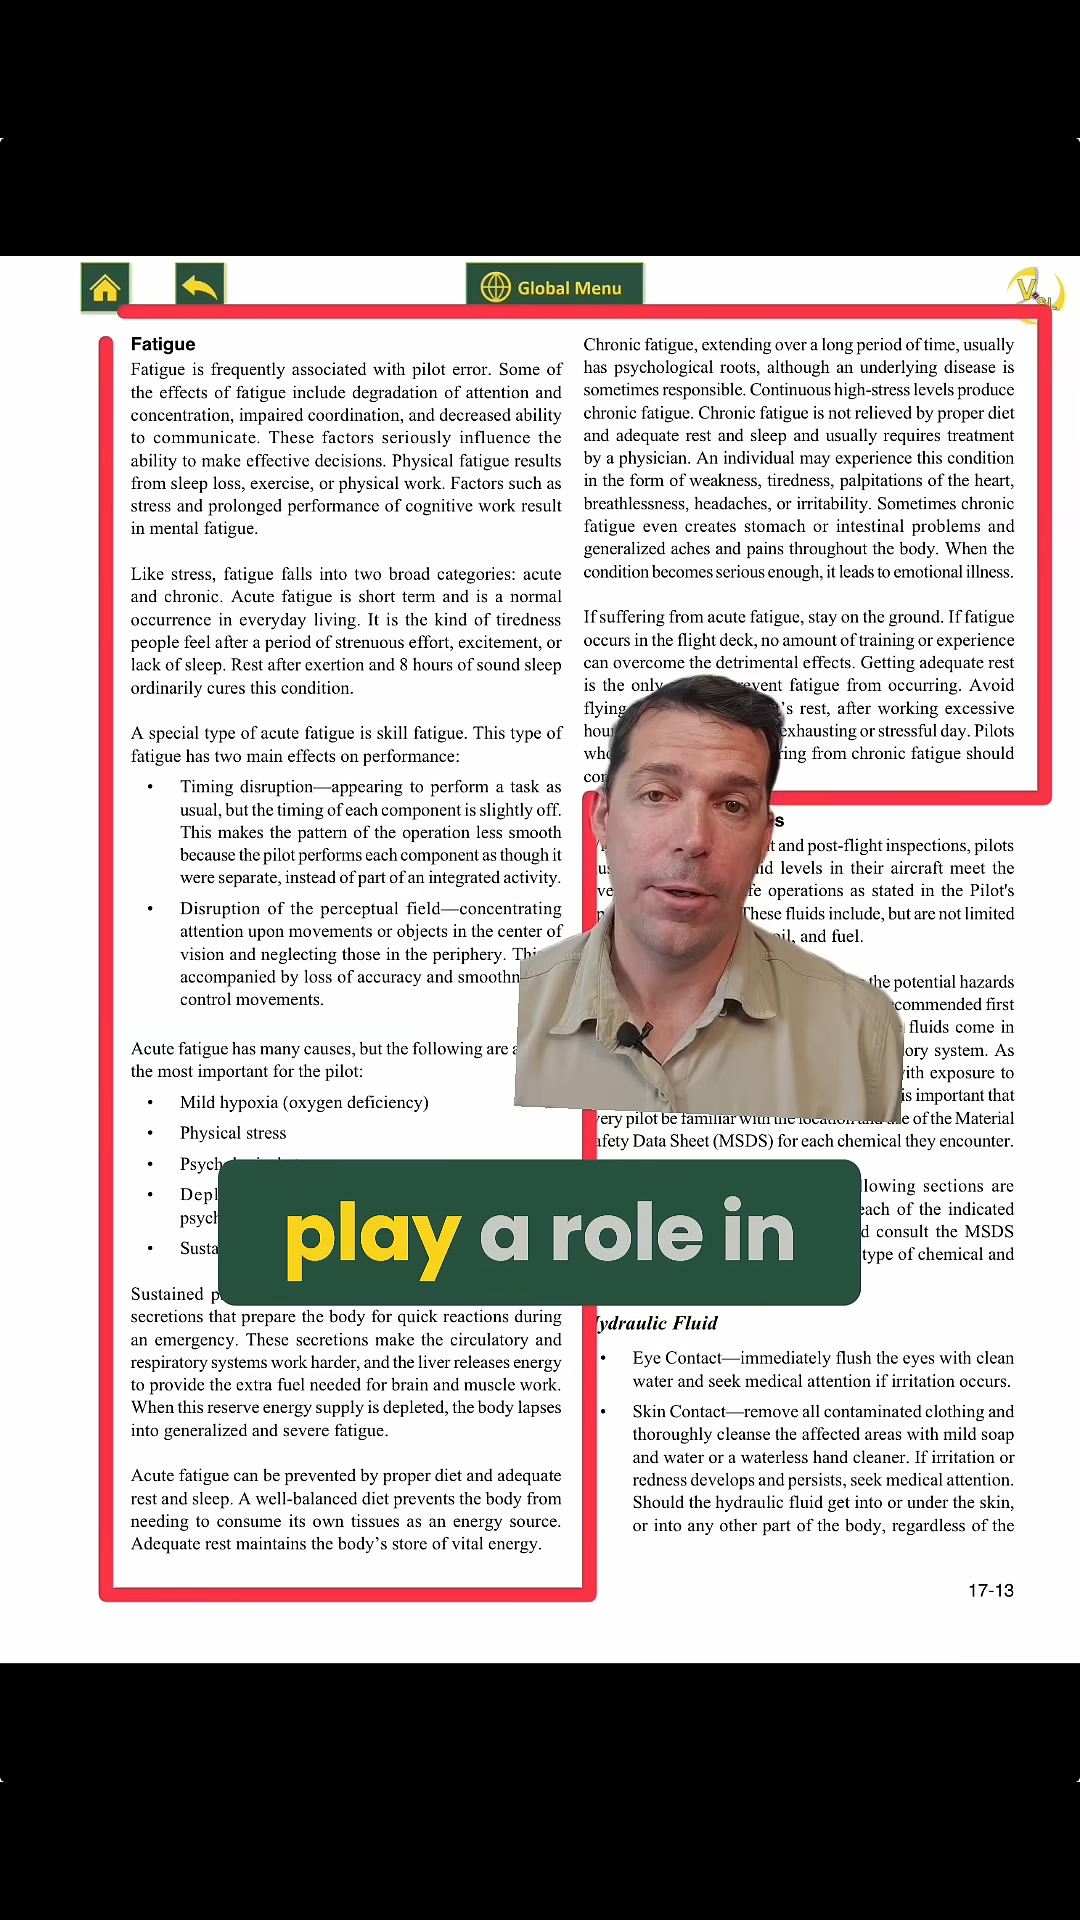 Global Menu
V
SL
Fatigue
Fatigue is frequently associated with pilot error. Some of
the effects of fatigue include degradation of attention and
concentration, impaired coordination, and decreased ability
to communicate. These factors seriously influence the
ability to make effective decisions. Physical fatigue results
from sleep loss, exercise, or physical work. Factors such as
stress and prolonged performance of cognitive work result
in mental fatigue.
Like stress, fatigue falls into two broad categories: acute
and chronic. Acute fatigue is short term and is a normal
occurrence in everyday living. It is the kind of tiredness
people feel after a period of strenuous effort, excitement, or
lack of sleep. Rest after exertion and 8 hours of sound sleep
ordinarily cures this condition.
A special type of acute fatigue is skill fatigue. This type of
fatigue has two main effects on performance:
• Timing disruption—appearing to perform a task as
usual, but the timing of each component is slightly off.
This makes the pattern of the operation less smooth
because the pilot performs each component as though it
were separate, instead of part of an integrated activity.
• Disruption of the perceptual field—concentrating
attention upon movements or objects in the center of
vision and neglecting those in the periphery.
accompanied by loss of accuracy and
control movements.
Acute fatigue has many causes, but the following are
the most important for the pilot:
• Mild hypoxia (oxygen deficiency)
• Physical stress
•
•
•
Sustained
secretions that prepare the body for quick reactions during
an emergency. These secretions make the circulatory and
respiratory systems work harder, and the liver releases energy
to provide the extra fuel needed for brain and muscle work.
When this reserve energy supply is depleted, the body lapses
into generalized and severe fatigue.
Acute fatigue can be prevented by proper diet and adequate
rest and sleep. A well-balanced diet prevents the body from
needing to consume its own tissues as an energy source.
Adequate rest maintains the body's store of vital energy.
Chronic fatigue, extending over a long period of time, usually
has psychological roots, although an underlying disease is
sometimes responsible. Continuous high-stress levels produce
chronic fatigue. Chronic fatigue is not relieved by proper diet
and adequate rest and sleep and usually requires treatment
by a physician. An individual may experience this condition
in the form of weakness, tiredness, palpitations of the heart,
breathlessness, headaches, or irritability. Sometimes chronic
fatigue even creates stomach or intestinal problems and
generalized aches and pains throughout the body. When the
condition becomes serious enough, it leads to emotional illness.
If suffering from acute fatigue, stay on the ground. If fatigue
occurs in the flight deck, no amount of training or experience
can overcome the detrimental effects. Getting adequate rest
is the only prevent fatigue from occurring. Avoid
flying rest, after working excessive
exhausting or stressful day. Pilots
from chronic fatigue should
and post-flight inspections, pilots
levels in their aircraft meet the
operations as stated in the Pilot's
These fluids include, but are not limited
oil, and fuel.
the potential hazards
recommended first
fluids come in
system. As
with exposure to
is important that
pilot be familiar with the location and of the Material
Data Sheet (MSDS) for each chemical they encounter.
following sections are
each of the indicated
consult the MSDS
type of chemical and
play a role in
Hydraulic Fluid
• Eye Contact—immediately flush the eyes with clean
water and seek medical attention if irritation occurs.
• Skin Contact—remove all contaminated clothing and
thoroughly cleanse the affected areas with mild soap
and water or a waterless hand cleaner. If irritation or
redness develops and persists, seek medical attention.
Should the hydraulic fluid get into or under the skin,
or into any other part of the body, regardless of the
17-13